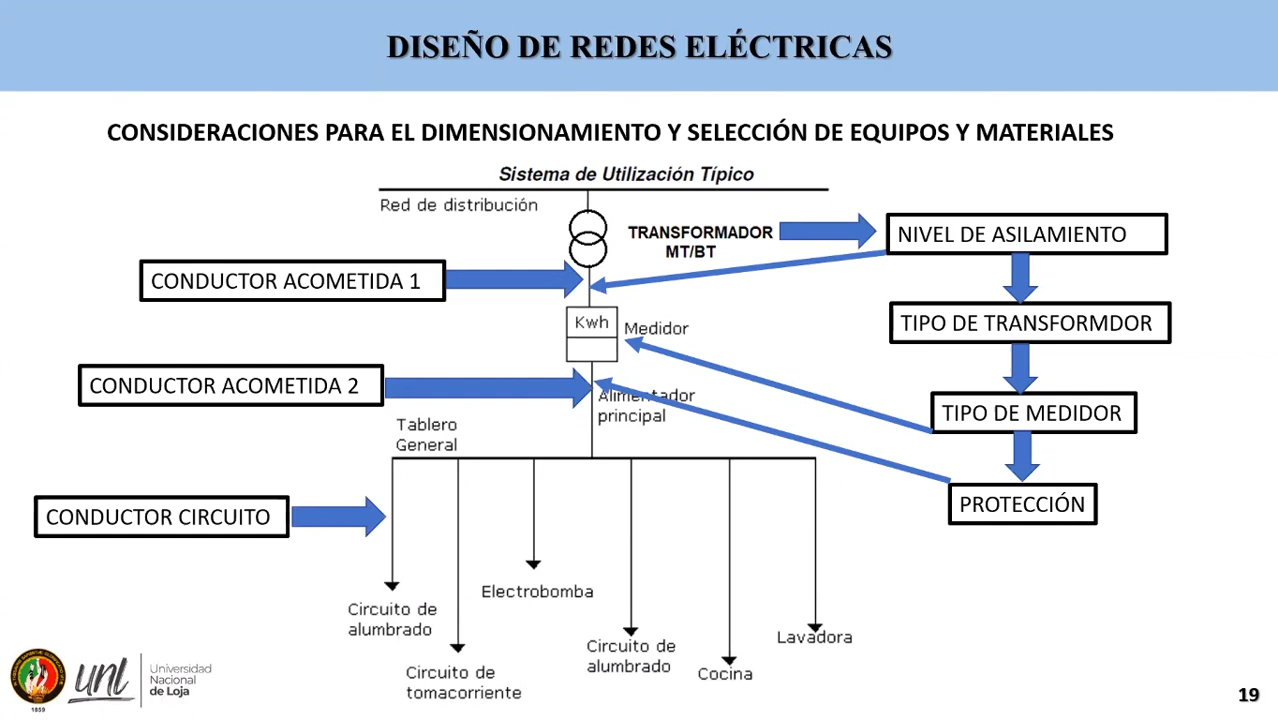 DISEÑO DE REDES ELÉCTRICAS
CONSIDERACIONES PARA EL DIMENSIONAMIENTO Y SELECCIÓN DE EQUIPOS Y MATERIALES
Sistema de Utilización Típico
Red de distribución
TRANSFORMADOR
MT/BT
NIVEL DE ASILAMIENTO
CONDUCTOR ACOMETIDA 1
TIPO DE TRANSFORMDOR
Kwh
Medidor
CONDUCTOR ACOMETIDA 2
Alimentador
principal
TIPO DE MEDIDOR
Tablero
General
PROTECCIÓN
CONDUCTOR CIRCUITO
Circuito de
alumbrado
Circuito de
tomacorriente
Electrobomba
Circuito de
alumbrado
Cocina
Lavadora
unl
Universidad
Nacional
de Loja
1859
19